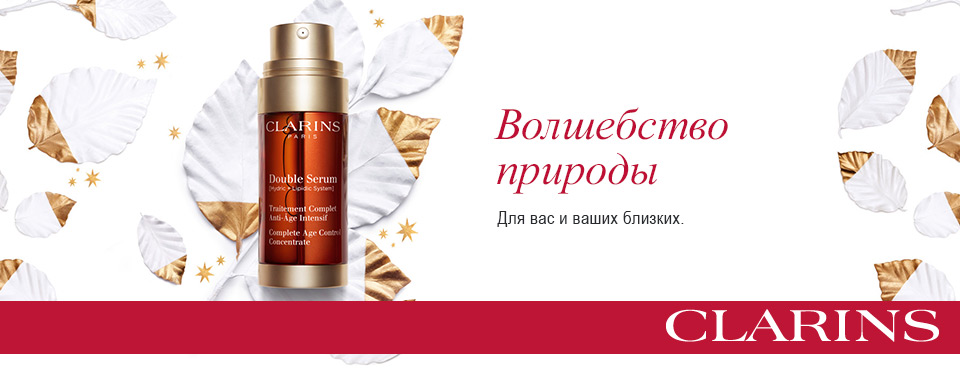 CLARINS
PARIS
Double Serum
[Hydric + Lipidic System]
Traitement Complet
Anti-Âge Intensif
Complete Age Control
Concentrate
Волшебство
природы
Для вас и ваших близких.
CLARINS